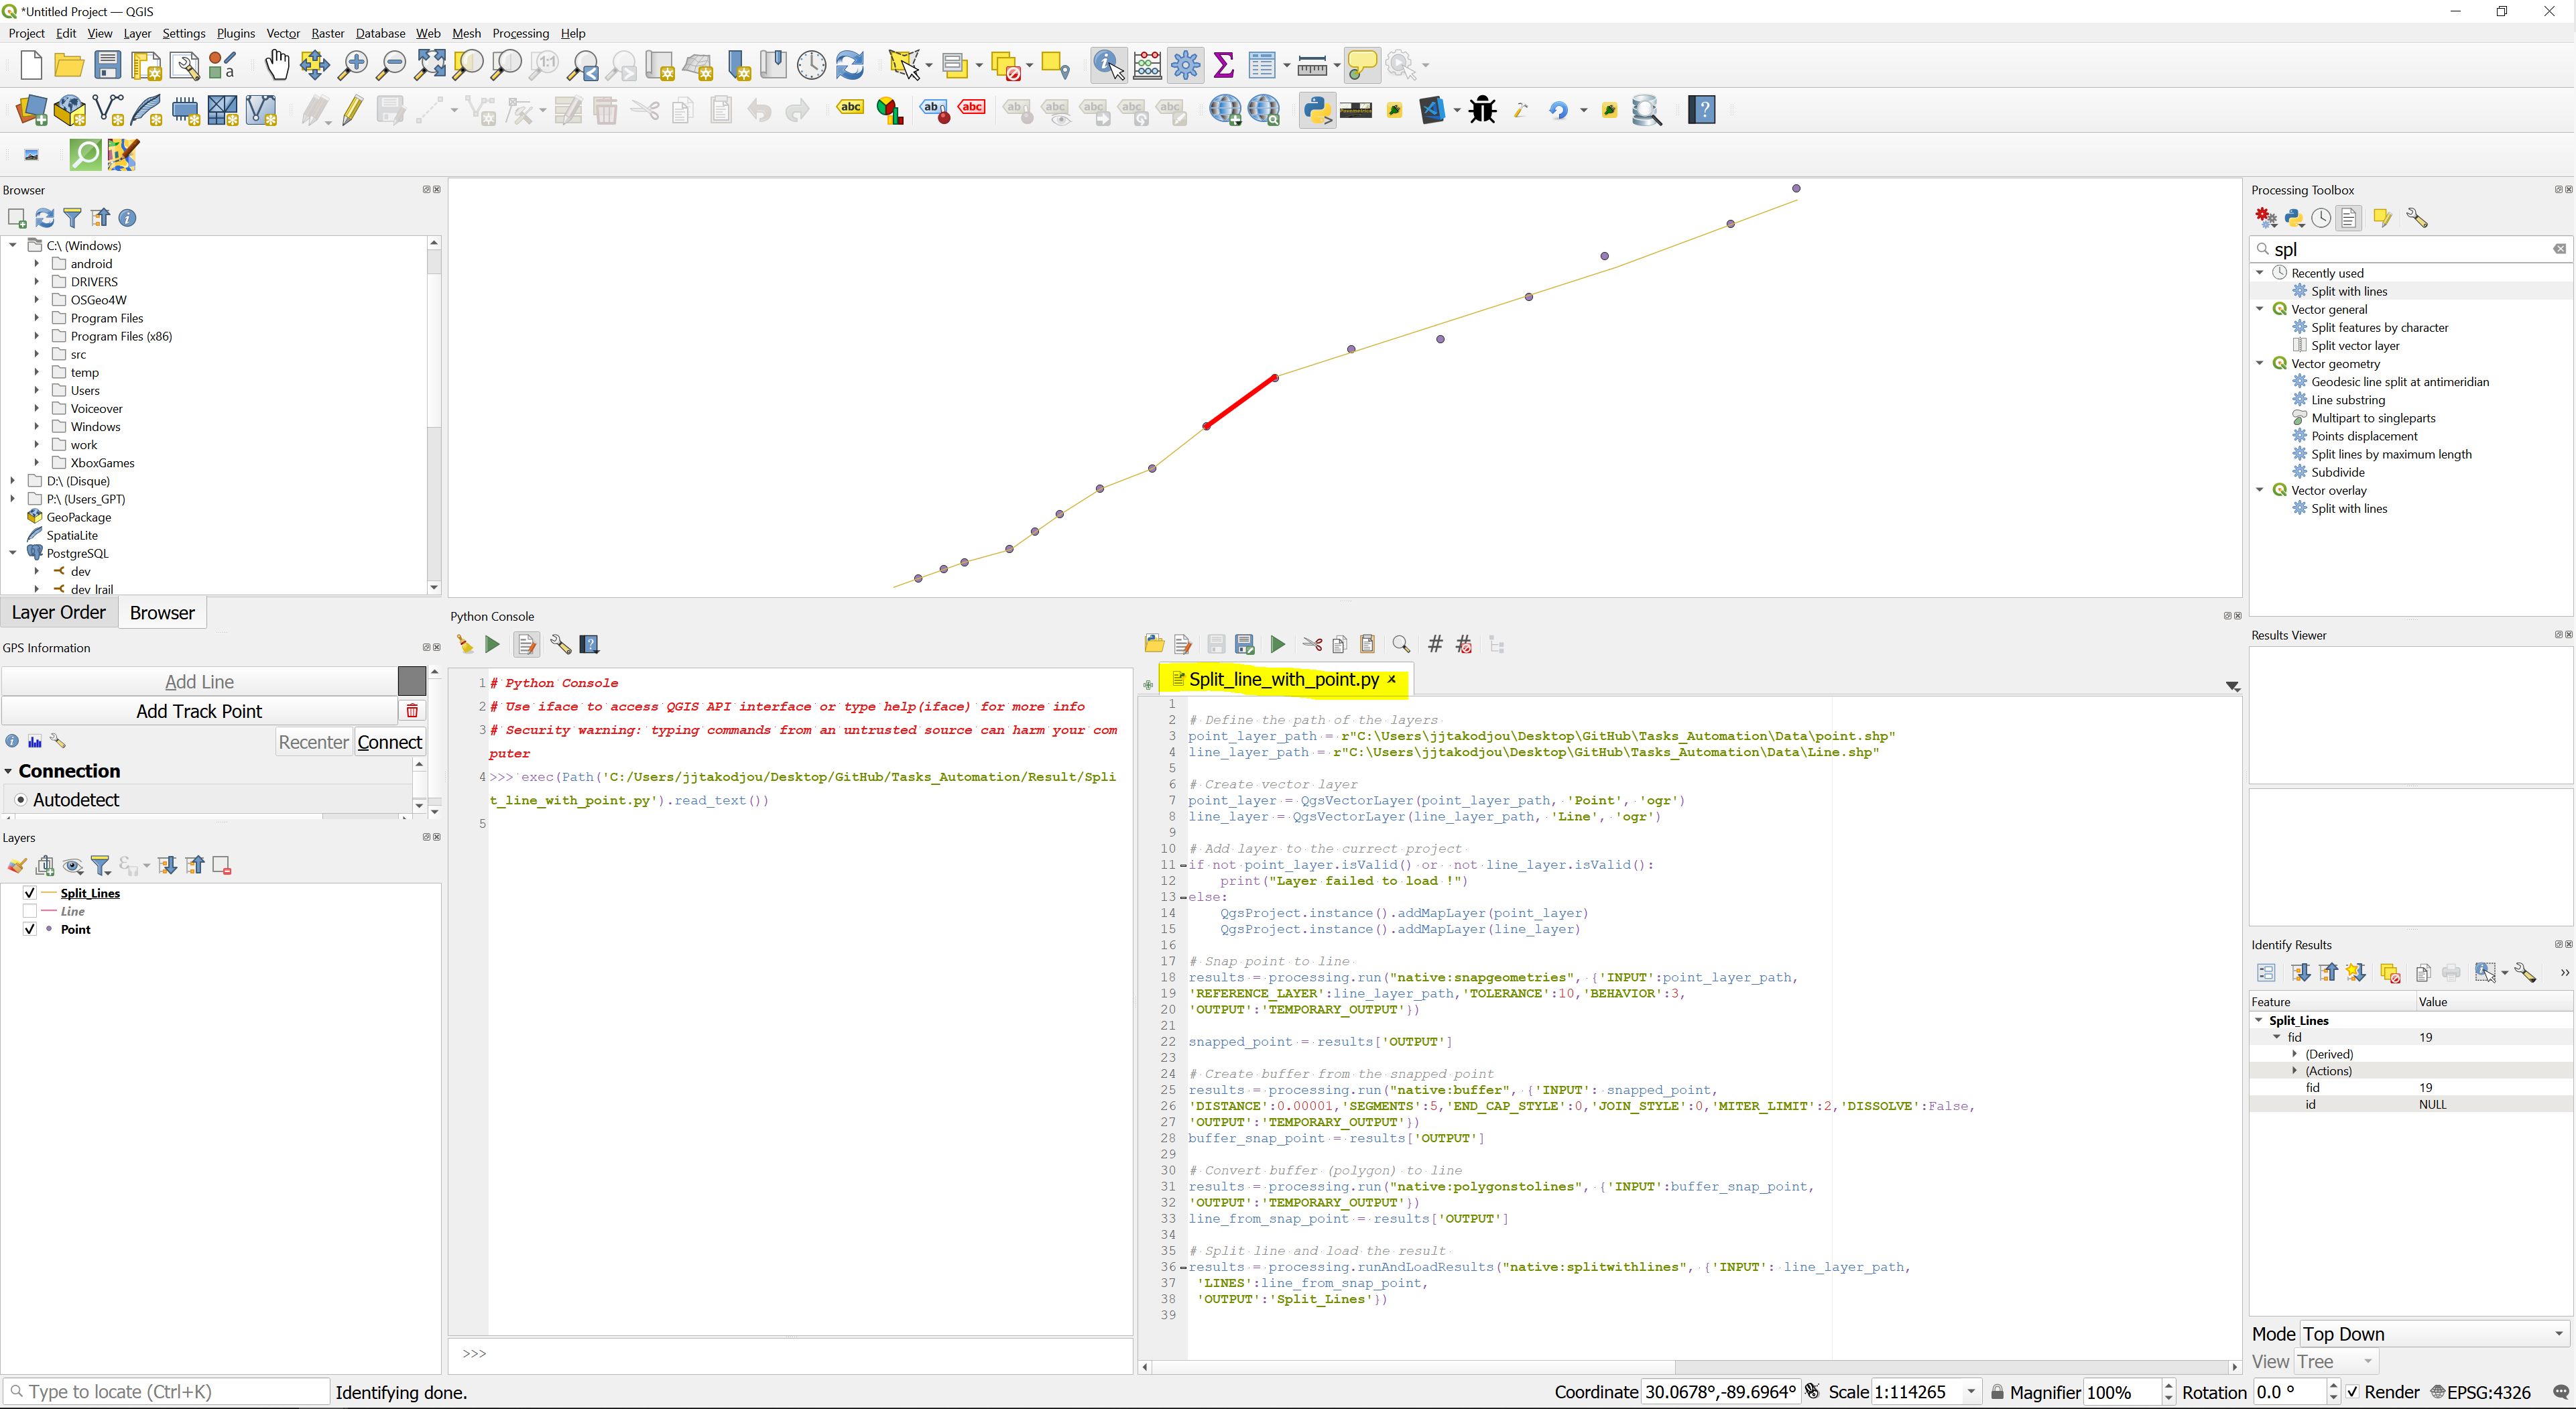 *Untitled Project — QGIS
Project Edit View Layer Settings Plugins Vector Raster Database Web Mesh Processing Help
Browser
C:\ (Windows)
android
DRIVERS
OSGeo4W
Program Files
Program Files (x86)
src
temp
Users
Voiceover
Windows
work
XboxGames
D:\ (Disque)
P:\ (Users_GPT)
GeoPackage
SpatiaLite
PostgreSQL
dev
dev lrail
Layer Order Browser
GPS Information
Add Line
Add Track Point
Recenter Connect
Connection
Autodetect
Layers
Split_Lines
Line
Point
Python Console
1 # Python Console
2 # Use iface to access QGIS API interface or type help(iface) for more info
3 # Security warning: typing commands from an untrusted source can harm your com
puter
4 >>> exec(Path('C:/Users/jjtakodjou/Desktop/GitHub/Tasks_Automation/Result/Spli
t_line_with_point.py').read_text())
5
>>>
Split_line_with_point.py
1
2 # Define the path of the layers
3 point_layer_path = r"C:\Users\jjtakodjou\Desktop\GitHub\Tasks_Automation\Data\point.shp"
4 line_layer_path = r"C:\Users\jjtakodjou\Desktop\GitHub\Tasks_Automation\Data\Line.shp"
5
6 # Create vector layer
7 point_layer = QgsVectorLayer(point_layer_path, 'Point', 'ogr')
8 line_layer = QgsVectorLayer(line_layer_path, 'Line', 'ogr')
9
10 # Add layer to the currect project
11 if not point_layer.isValid() or  not line_layer.isValid():
12     print("Layer failed to load !")
13 else:
14     QgsProject.instance().addMapLayer(point_layer)
15     QgsProject.instance().addMapLayer(line_layer)
16
17 # Snap point to line
18 results = processing.run("native:snapgeometries", {'INPUT':point_layer_path,
19 'REFERENCE_LAYER':line_layer_path,'TOLERANCE':10,'BEHAVIOR':3,
20 'OUTPUT':'TEMPORARY_OUTPUT'})
21
22 snapped_point = results['OUTPUT']
23
24 # Create buffer from the snapped point
25 results = processing.run("native:buffer", {'INPUT': snapped_point,
26 'DISTANCE':0.00001,'SEGMENTS':5,'END_CAP_STYLE':0,'JOIN_STYLE':0,'MITER_LIMIT':2,'DISSOLVE':False,
27 'OUTPUT':'TEMPORARY_OUTPUT'})
28 buffer_snap_point = results['OUTPUT']
29
30 # Convert buffer (polygon) to line
31 results = processing.run("native:polygonstolines", {'INPUT':buffer_snap_point,
32 'OUTPUT':'TEMPORARY_OUTPUT'})
33 line_from_snap_point = results['OUTPUT']
34
35 # Split line and load the result
36 results = processing.runAndLoadResults("native:splitwithlines", {'INPUT': line_layer_path,
37  'LINES':line_from_snap_point,
38  'OUTPUT':'Split_Lines'})
39
Processing Toolbox
spl
Recently used
Split with lines
Vector general
Split features by character
Split vector layer
Vector geometry
Geodesic line split at antimeridian
Line substring
Multipart to singleparts
Points displacement
Split lines by maximum length
Subdivide
Vector overlay
Split with lines
Results Viewer
Identify Results
Feature Value
Split_Lines
fid 19
(Derived)
(Actions)
fid 19
id NULL
Mode Top Down
View Tree
Type to locate (Ctrl+K) Identifying done. Coordinate 30.0678°,-89.6964° Scale 1:114265 Magnifier 100% Rotation 0.0 ° Render EPSG:4326